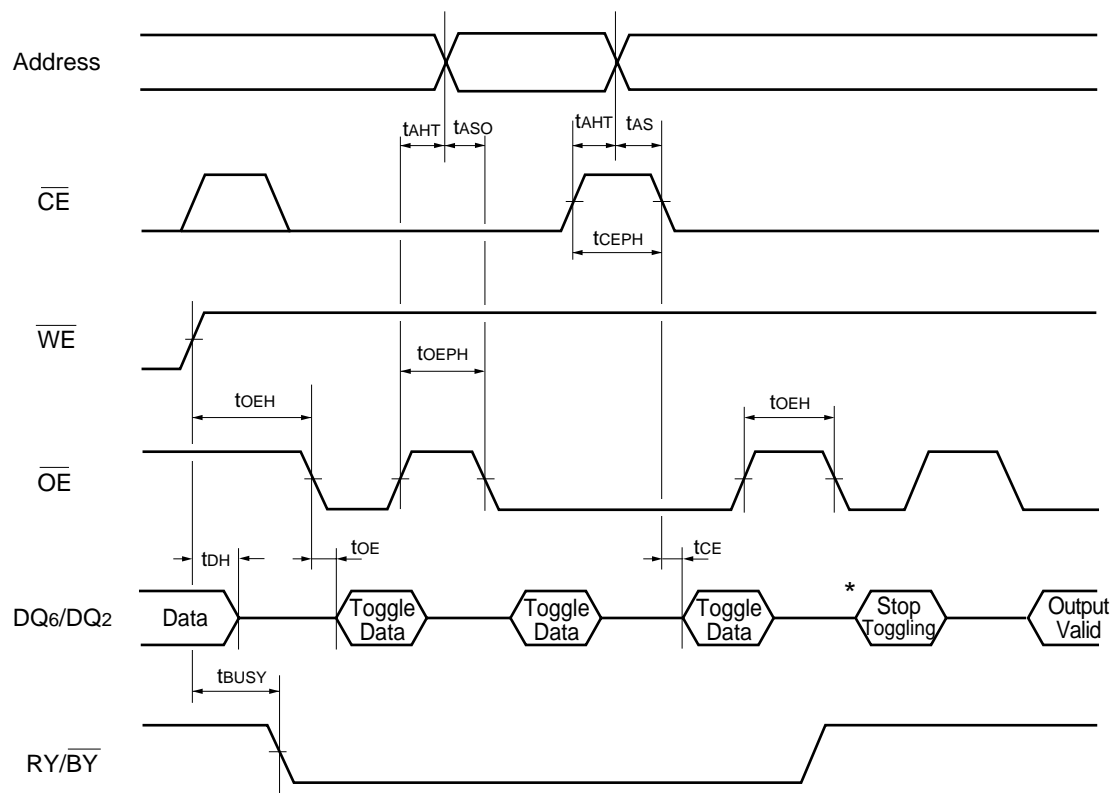 Address
tAHT
tASO
tAHT
tAS
CE
tCEPH
WE
tOEPH
tOEH
tOEH
OE
tDH
tOE
tCE
DQ6/DQ2
Data
Toggle
Data
Toggle
Data
Toggle
Data
*
Stop
Toggling
Output
Valid
tBUSY
RY/BY